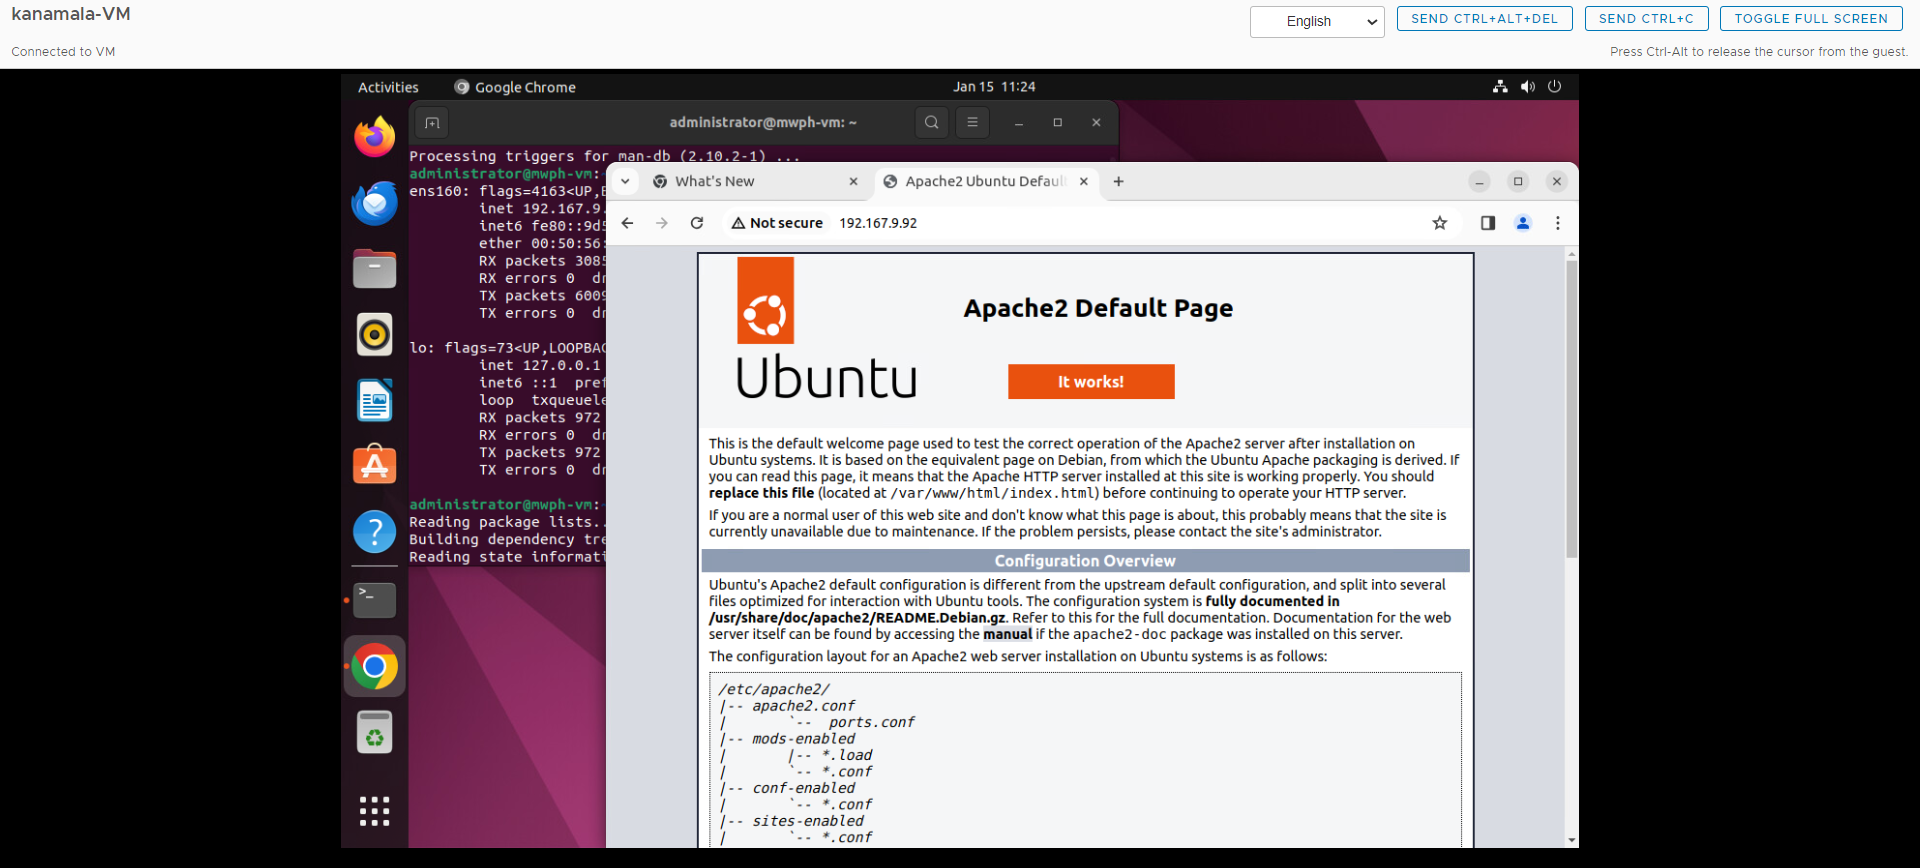 kanamala-VM
English
SEND CTRL+ALT+DEL
SEND CTRL+C
TOGGLE FULL SCREEN
Connected to VM
Press Ctrl-Alt to release the cursor from the guest.
Activities
Google Chrome
Jan 15 11:24
administrator@mwph-vm: ~
Processing triggers for man-db (2.10.2-1) ...
administrator@mwph-vm:
ens160: flags=4163<UP,
inet 192.167.9.
inet6 fe80::9d5
ether 00:50:56:
RX packets 308
RX errors 0 d
TX packets 6009
TX errors 0 d
lo: flags=73<UP,LOOPBAC
inet 127.0.0.1
inet6 ::1 pref
loop txqueuele
RX packets 972
RX errors 0 d
TX packets 972
TX errors 0 d
administrator@mwph-vm:
Reading package lists..
Building dependency tre
Reading state informati
What's New
Apache2 Ubuntu Defaul
Not secure 192.167.9.92
Apache2 Default Page
Ubuntu
It works!
This is the default welcome page used to test the correct operation of the Apache2 server after installation on
Ubuntu systems. It is based on the equivalent page on Debian, from which the Ubuntu Apache packaging is derived. If
you can read this page, it means that the Apache HTTP server installed at this site is working properly. You should
replace this file (located at /var/www/html/index.html) before continuing to operate your HTTP server.
If you are a normal user of this web site and don't know what this page is about, this probably means that the site is
currently unavailable due to maintenance. If the problem persists, please contact the site's administrator.
Configuration Overview
Ubuntu's Apache2 default configuration is different from the upstream default configuration, and split into several
files optimized for interaction with Ubuntu tools. The configuration system is fully documented in
/usr/share/doc/apache2/README.Debian.gz. Refer to this for the full documentation. Documentation for the web
server itself can be found by accessing the manual if the apache2-doc package was installed on this server.
The configuration layout for an Apache2 web server installation on Ubuntu systems is as follows:
/etc/apache2/
|-- apache2.conf
|       `--  ports.conf
|-- mods-enabled
|       |-- *.load
|       `-- *.conf
|-- conf-enabled
|       `-- *.conf
|-- sites-enabled
|       `-- *.conf